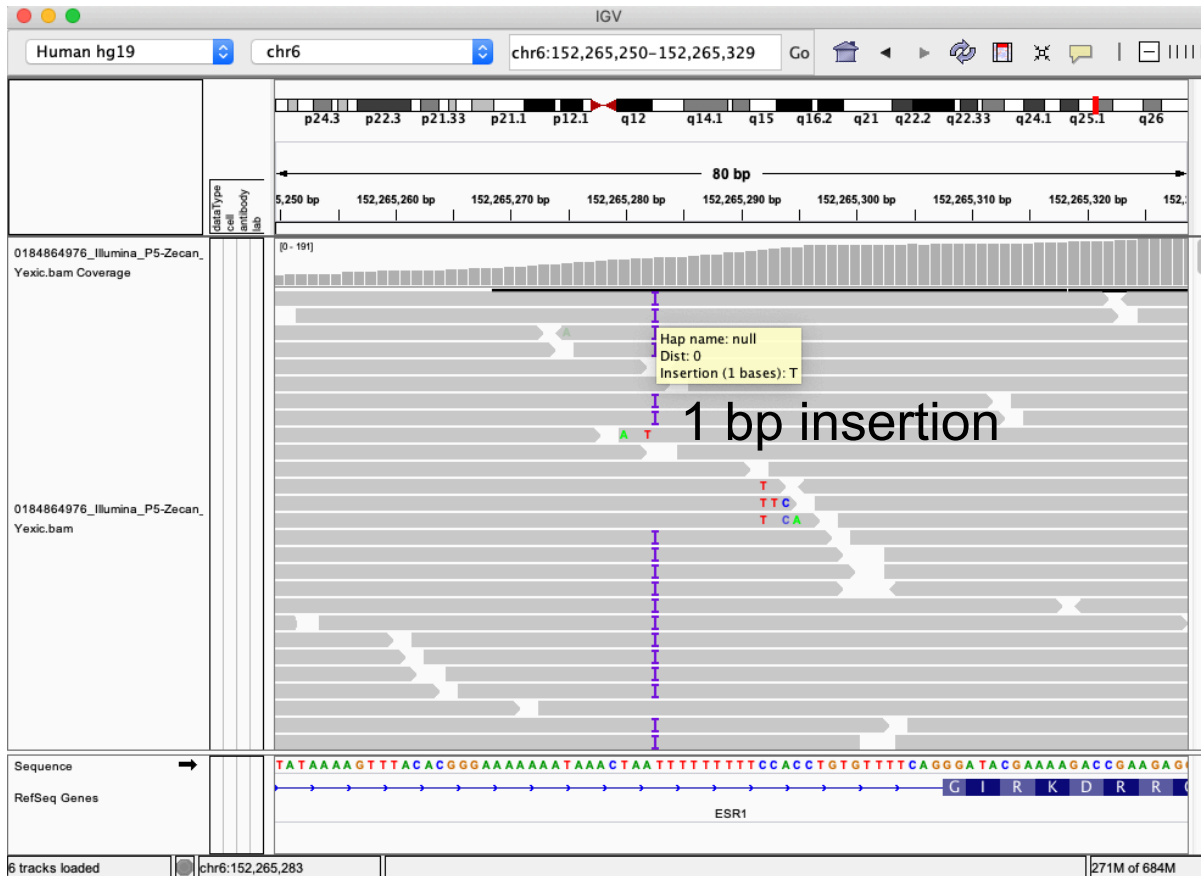 IGV
Human hg19
chr6
chr6:152,265,250-152,265,329
Go
p24.3 p22.3 p21.33 p21.1 p12.1 q12 q14.1 q15 q16.2 q21 q22.2 q22.33 q24.1 q25.1 q26
80 bp
dataType
cell
antibody
lab
5,250 bp 152,265,260 bp 152,265,270 bp 152,265,280 bp 152,265,290 bp 152,265,300 bp 152,265,310 bp 152,265,320 bp 152,
0184864976_Illumina_P5-Zecan_
Yexic.bam Coverage
[0 - 191]
A
Hap name: null
Dist: 0
Insertion (1 bases): T
1 bp insertion
A T
T
0184864976_Illumina_P5-Zecan_
Yexic.bam
T T C
T C A
Sequence
TATAAAAGTTTACACGGGAAAAAAATAAACTAATTTTTTTTTCCACCTGTGTTTTCAGGGATACGAAAAGACCGAAGAG
RefSeq Genes
G I R K D R R
ESR1
6 tracks loaded
chr6:152,265,283
271M of 684M